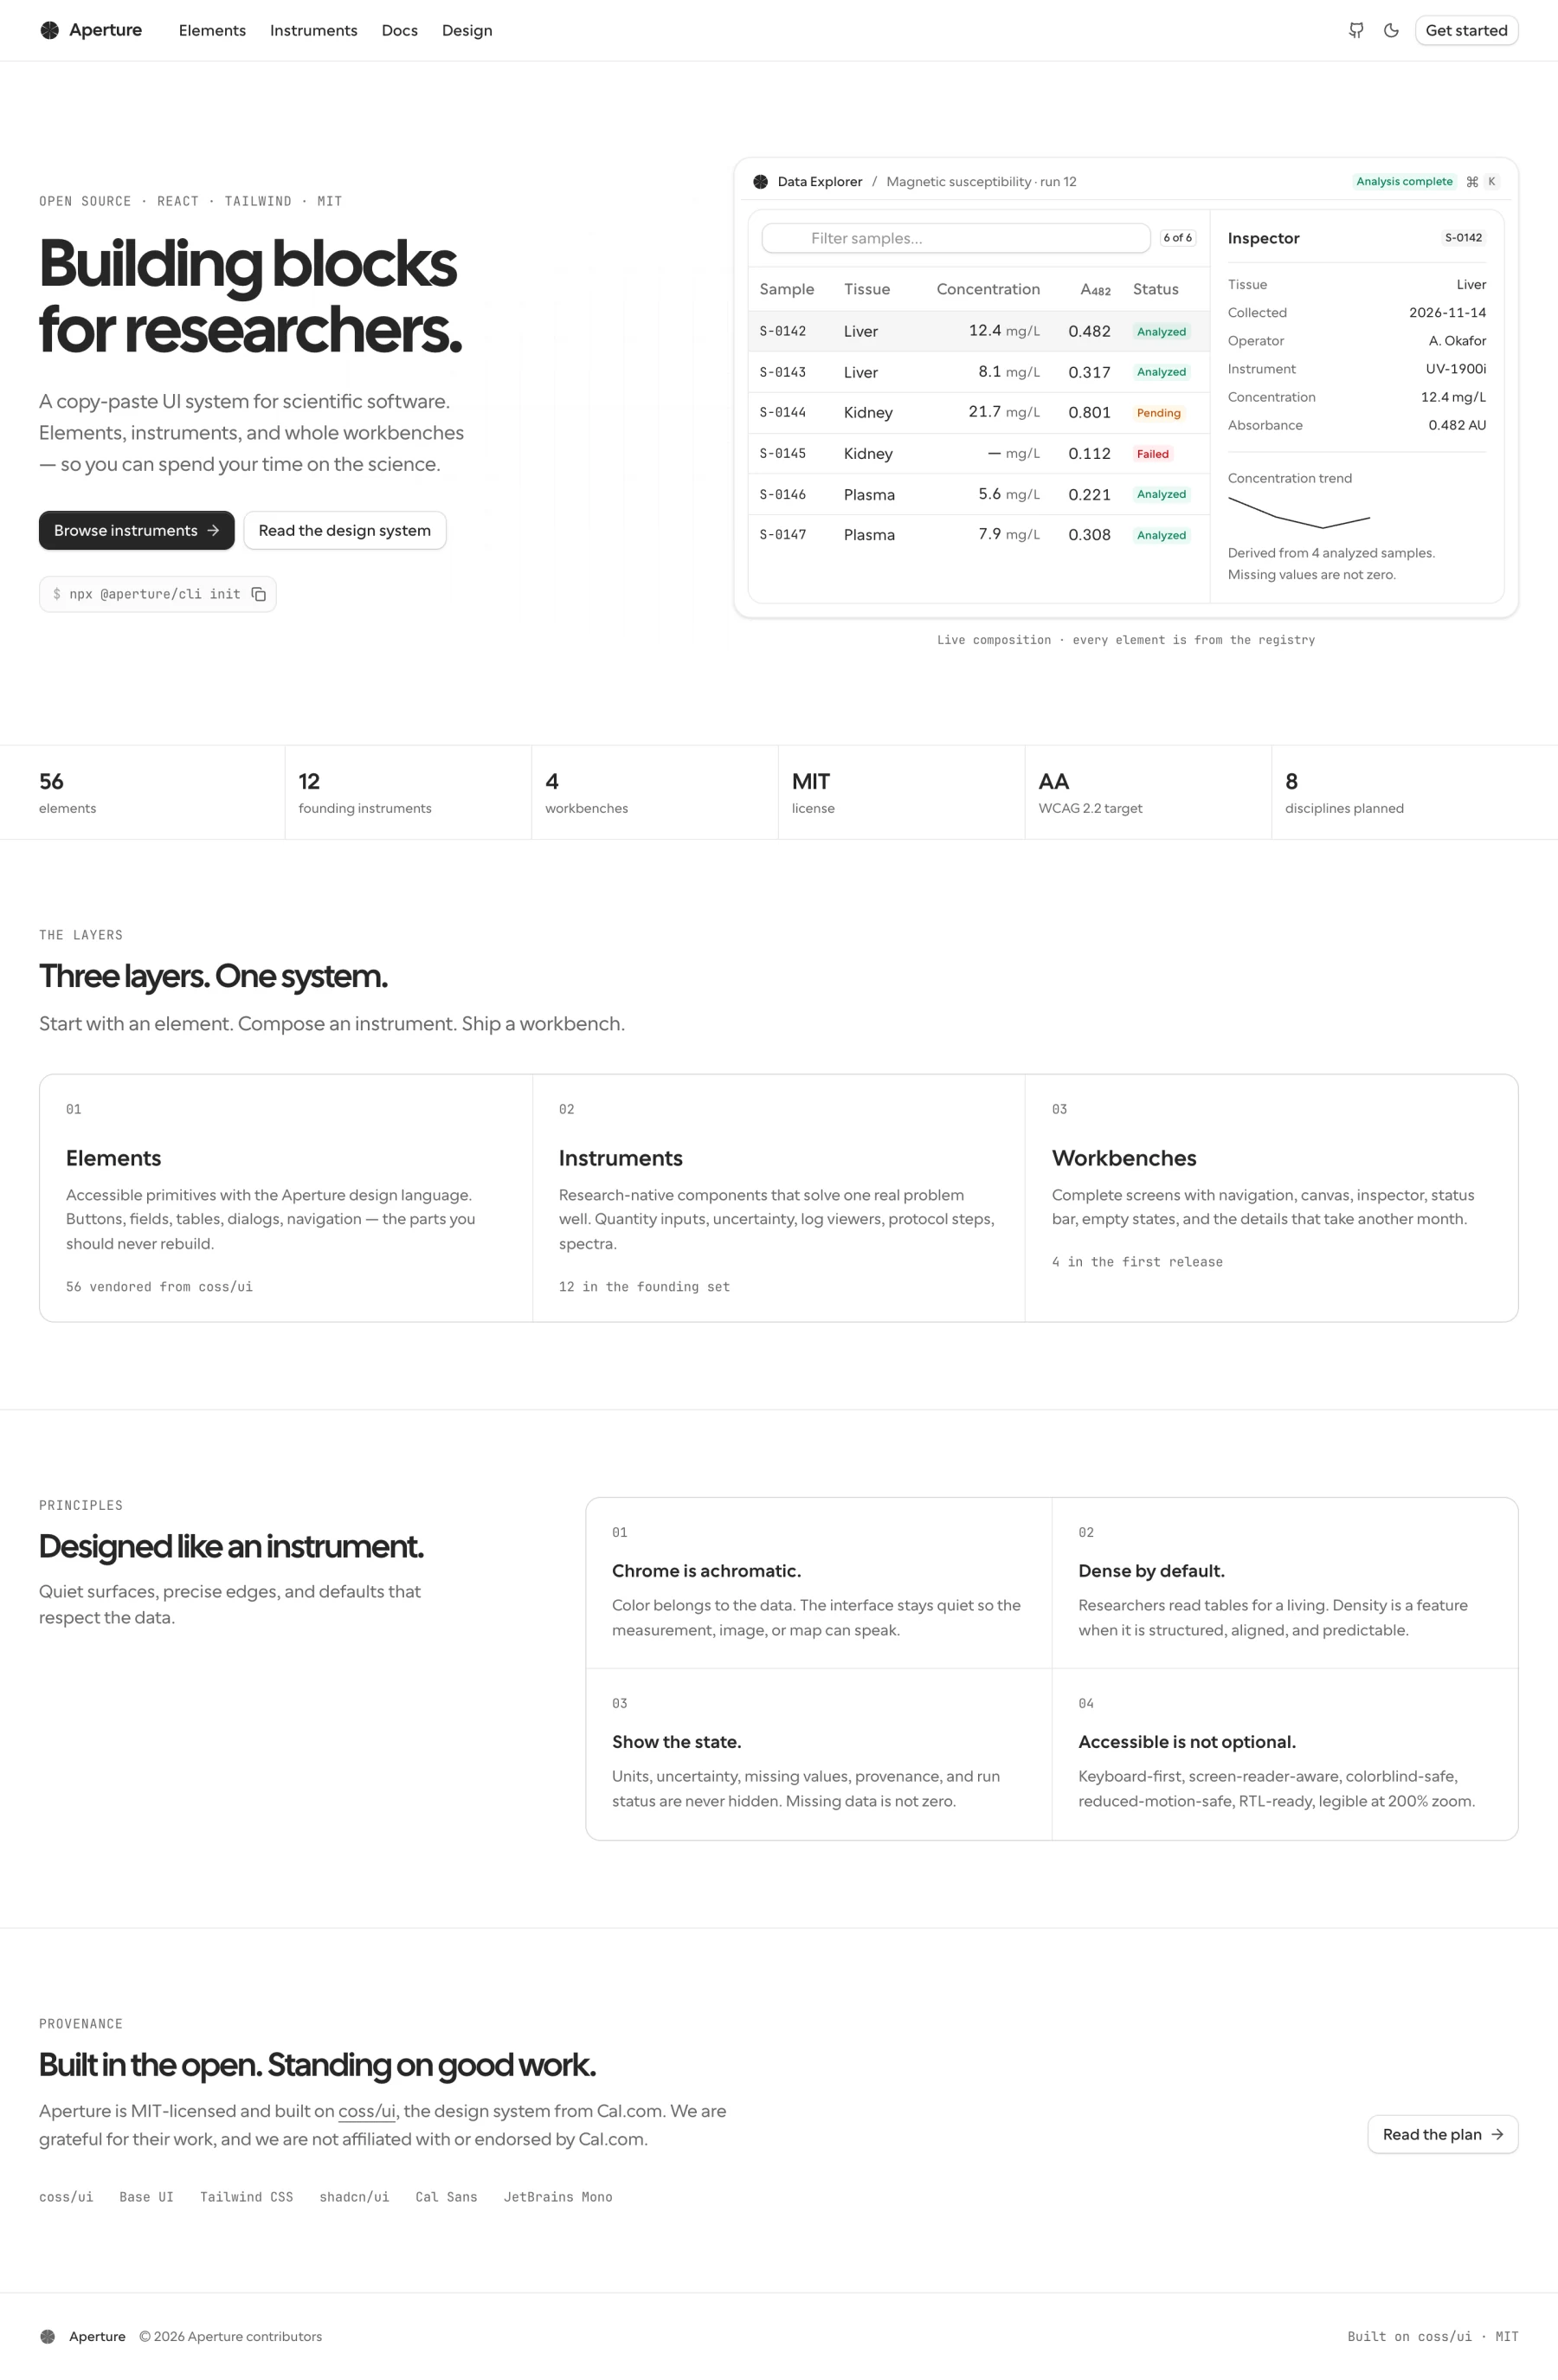 Aperture Elements Instruments Docs Design Get started
OPEN SOURCE · REACT · TAILWIND · MIT
Building blocks
for researchers.
A copy-paste UI system for scientific software.
Elements, instruments, and whole workbenches
— so you can spend your time on the science.
Browse instruments → Read the design system
$ npx @aperture/cli init
Data Explorer / Magnetic susceptibility · run 12 Analysis complete ⌘ K
Filter samples... 6 of 6
Sample Tissue Concentration A₄₈₂ Status
S-0142 Liver 12.4 mg/L 0.482 Analyzed
S-0143 Liver 8.1 mg/L 0.317 Analyzed
S-0144 Kidney 21.7 mg/L 0.801 Pending
S-0145 Kidney — mg/L 0.112 Failed
S-0146 Plasma 5.6 mg/L 0.221 Analyzed
S-0147 Plasma 7.9 mg/L 0.308 Analyzed
Inspector S-0142
Tissue Liver
Collected 2026-11-14
Operator A. Okafor
Instrument UV-1900i
Concentration 12.4 mg/L
Absorbance 0.482 AU
Concentration trend
Derived from 4 analyzed samples.
Missing values are not zero.
Live composition · every element is from the registry
56
elements
12
founding instruments
4
workbenches
MIT
license
AA
WCAG 2.2 target
8
disciplines planned
THE LAYERS
Three layers. One system.
Start with an element. Compose an instrument. Ship a workbench.
01
Elements
Accessible primitives with the Aperture design language.
Buttons, fields, tables, dialogs, navigation — the parts you
should never rebuild.
56 vendored from coss/ui
02
Instruments
Research-native components that solve one real problem
well. Quantity inputs, uncertainty, log viewers, protocol steps,
spectra.
12 in the founding set
03
Workbenches
Complete screens with navigation, canvas, inspector, status
bar, empty states, and the details that take another month.
4 in the first release
PRINCIPLES
Designed like an instrument.
Quiet surfaces, precise edges, and defaults that
respect the data.
01
Chrome is achromatic.
Color belongs to the data. The interface stays quiet so the
measurement, image, or map can speak.
02
Dense by default.
Researchers read tables for a living. Density is a feature
when it is structured, aligned, and predictable.
03
Show the state.
Units, uncertainty, missing values, provenance, and run
status are never hidden. Missing data is not zero.
04
Accessible is not optional.
Keyboard-first, screen-reader-aware, colorblind-safe,
reduced-motion-safe, RTL-ready, legible at 200% zoom.
PROVENANCE
Built in the open. Standing on good work.
Aperture is MIT-licensed and built on coss/ui, the design system from Cal.com. We are
grateful for their work, and we are not affiliated with or endorsed by Cal.com.
Read the plan →
coss/ui Base UI Tailwind CSS shadcn/ui Cal Sans JetBrains Mono
Aperture © 2026 Aperture contributors Built on coss/ui · MIT